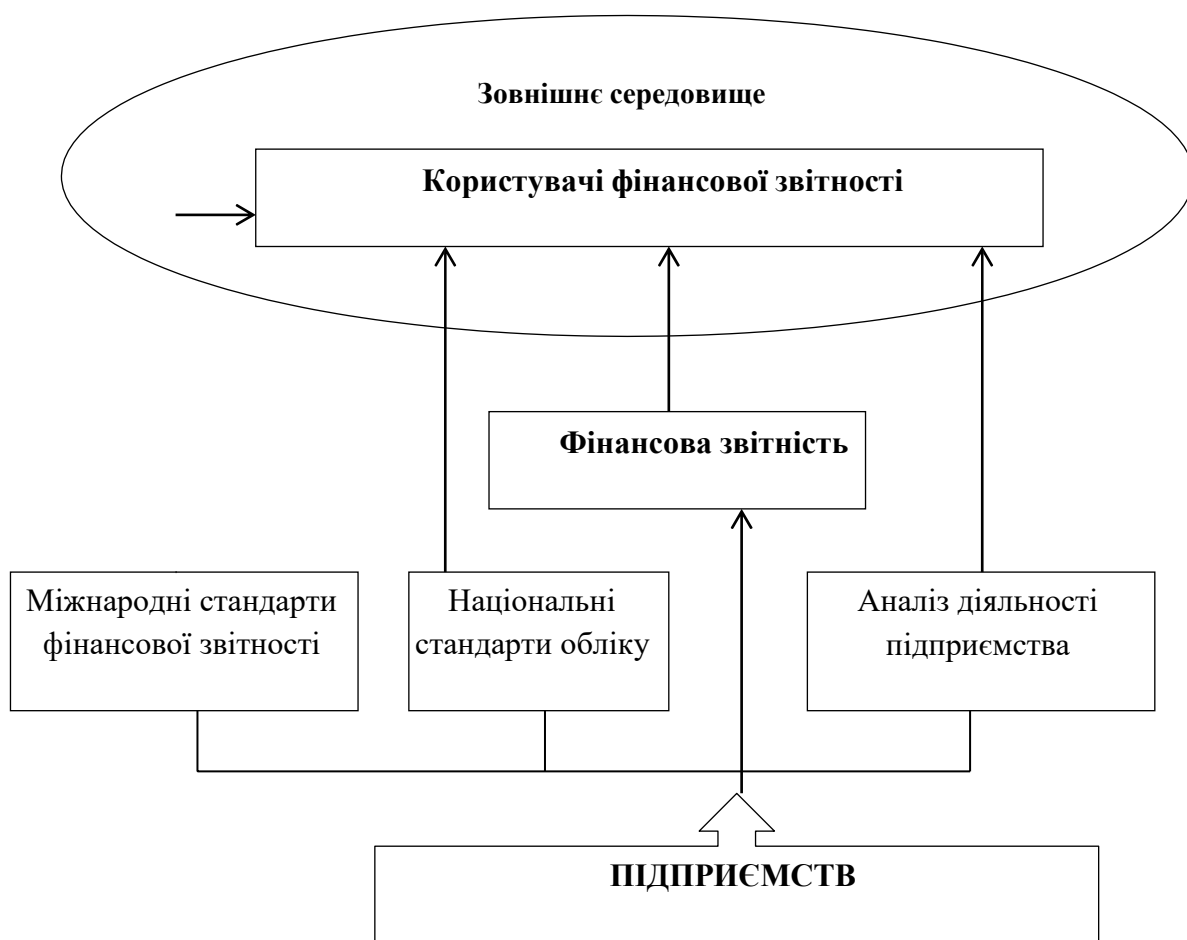 Зовнішнє середовище
Користувачі фінансової звітності
Фінансова звітність
Міжнародні стандарти
фінансової звітності
Національні
стандарти обліку
Аналіз діяльності
підприємства
ПІДПРИЄМСТВ